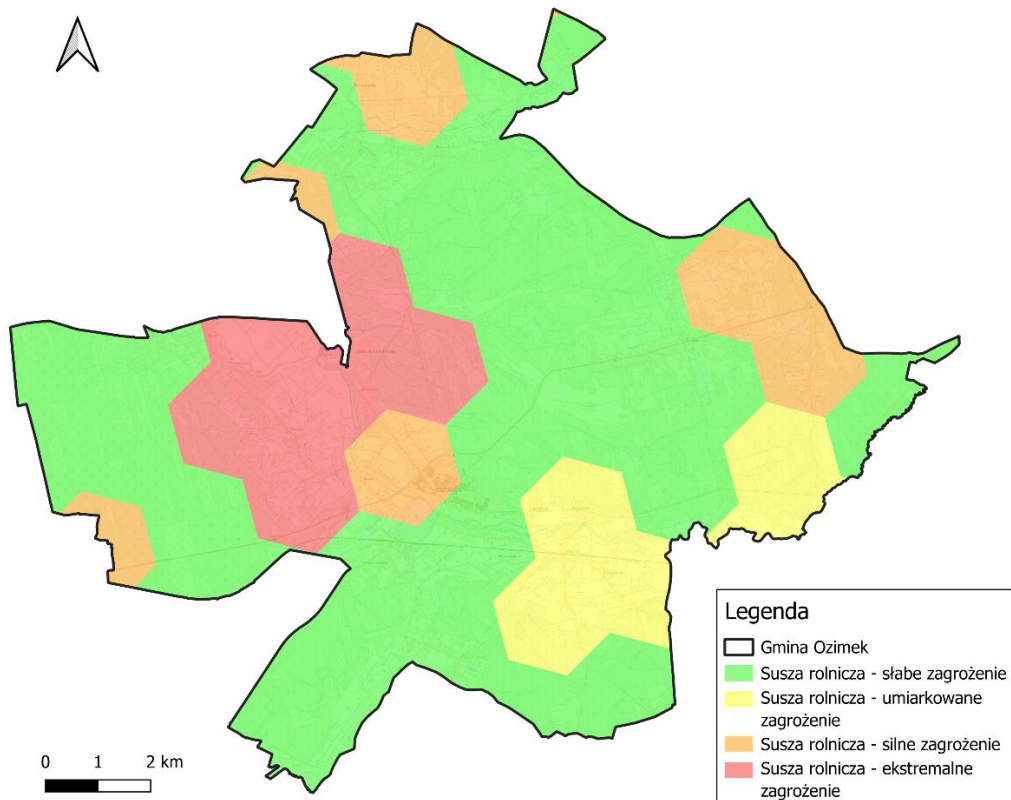 Legenda
Gmina Ozimek
Susza rolnicza - słabe zagrożenie
Susza rolnicza - umiarkowane
zagrożenie
Susza rolnicza - silne zagrożenie
Susza rolnicza - ekstremalne
zagrożenie
0 1 2 km